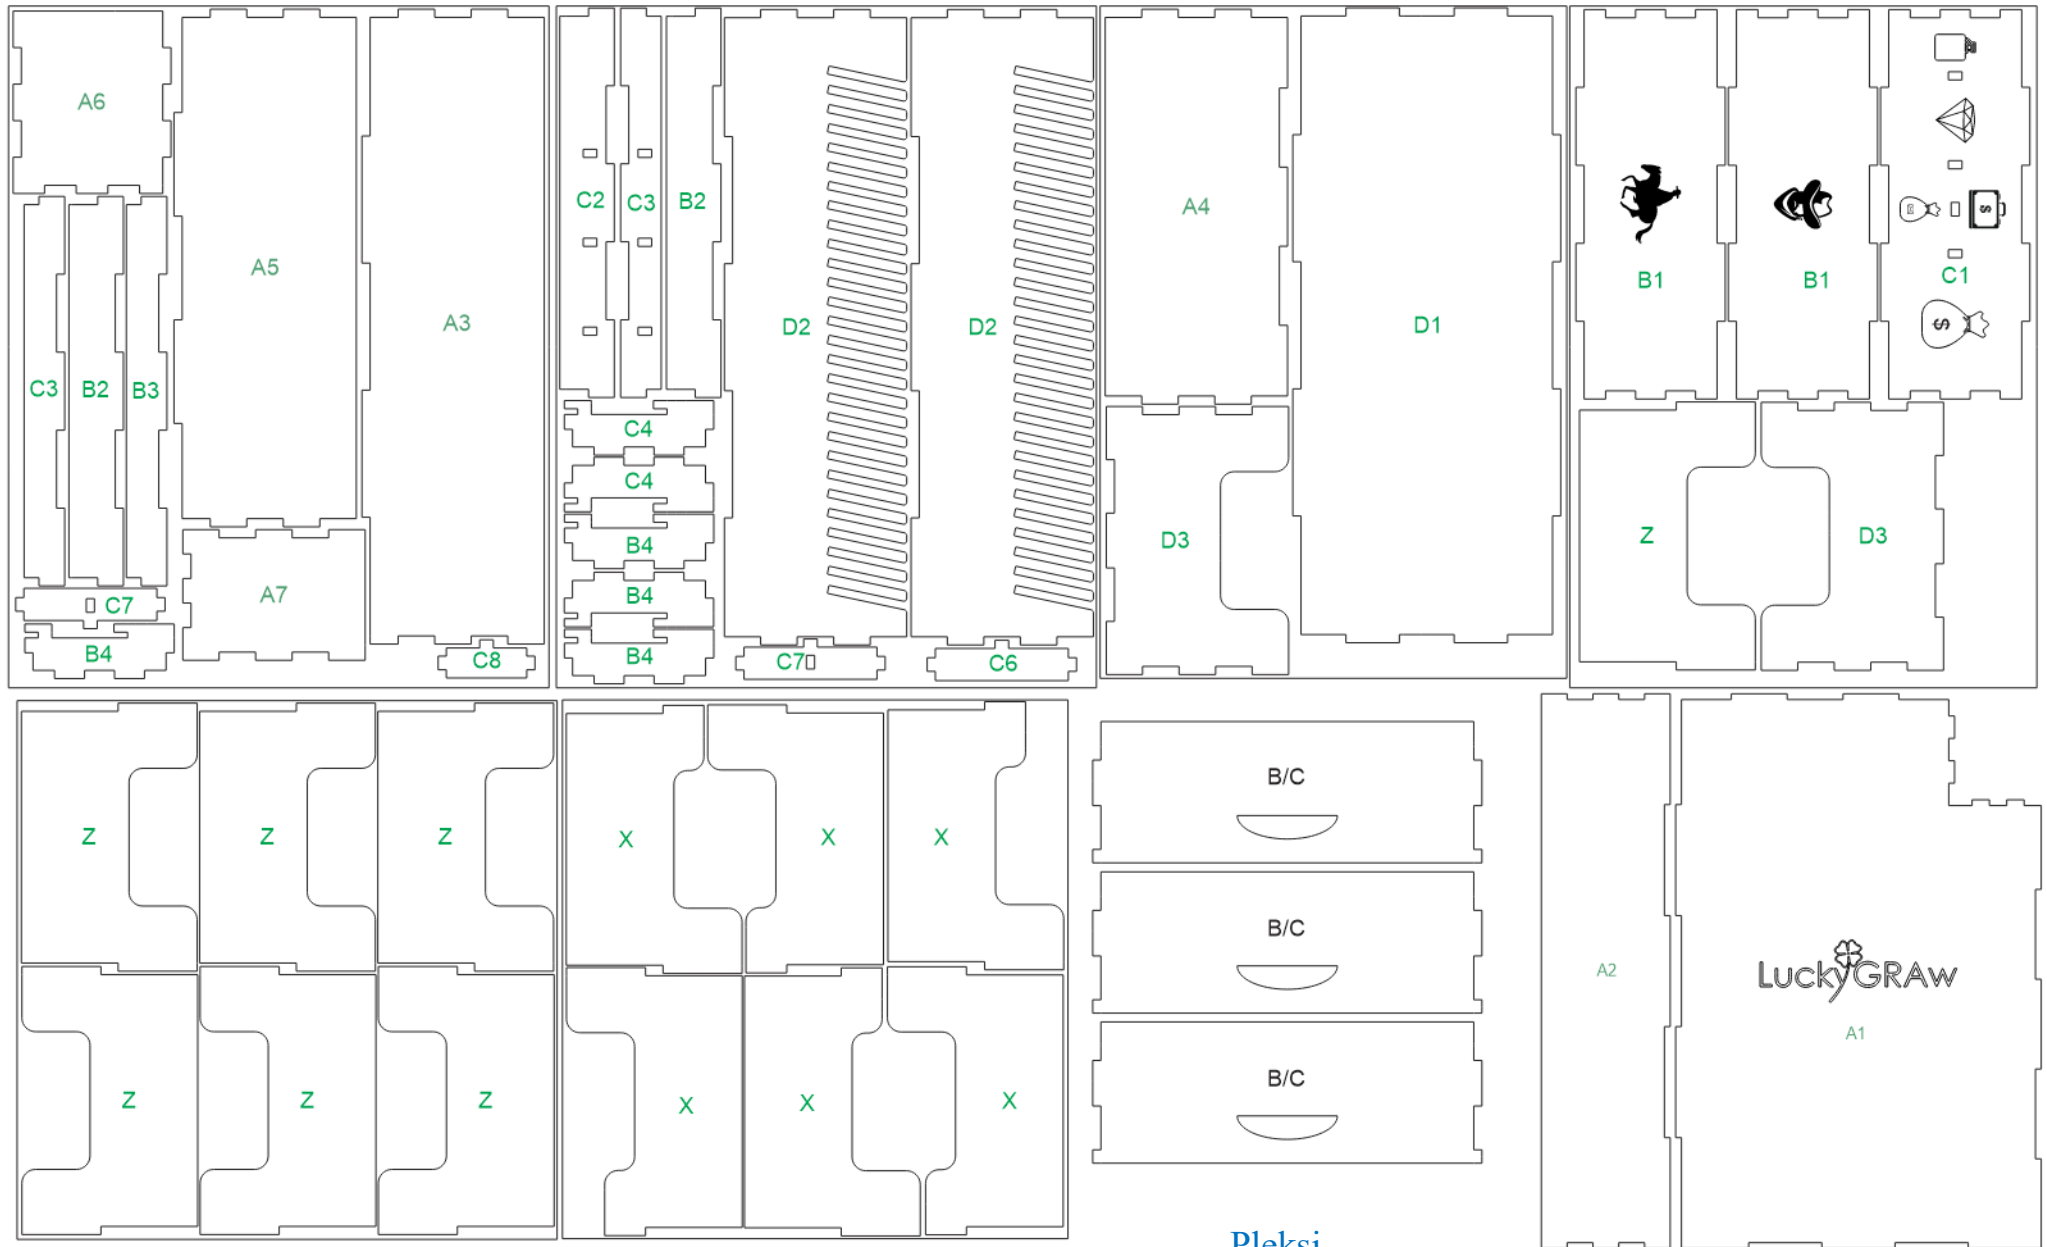 A6
A5
A3
C3
B2
B3
C7
B4
A7
C8
C2
C3
B2
D2
D2
C4
C4
B4
B4
B4
C7
C6
A4
D1
D3
B1
B1
$
$
C1
Z
D3
Z
Z
Z
Z
Z
Z
X
X
X
X
X
X
B/C
B/C
B/C
Pleksi
A2
LuckyGRAw
A1